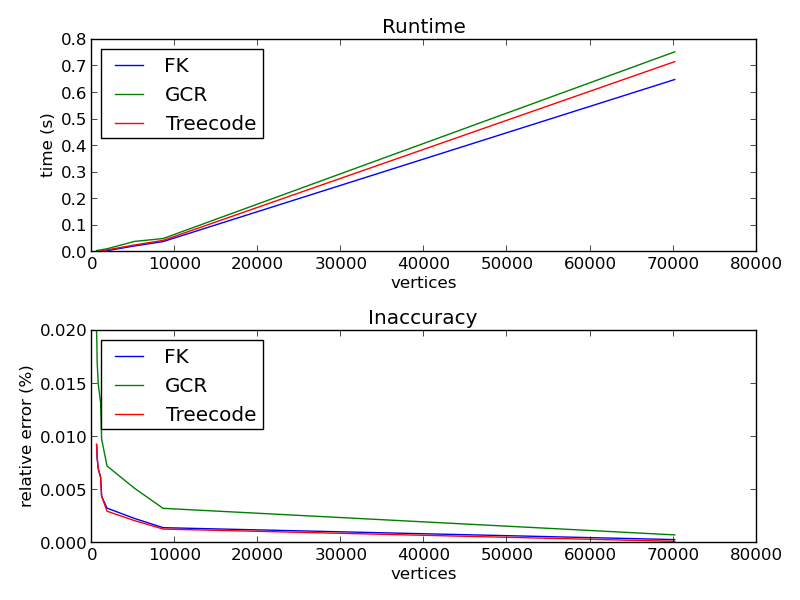 Runtime
0.8
0.7
0.6
0.5
0.4
0.3
0.2
0.1
0.0
time (s)
FK
GCR
Treecode
0 10000 20000 30000 40000 50000 60000 70000 80000
vertices
Inaccuracy
0.020
0.015
0.010
0.005
0.000
relative error (%)
FK
GCR
Treecode
0 10000 20000 30000 40000 50000 60000 70000 80000
vertices